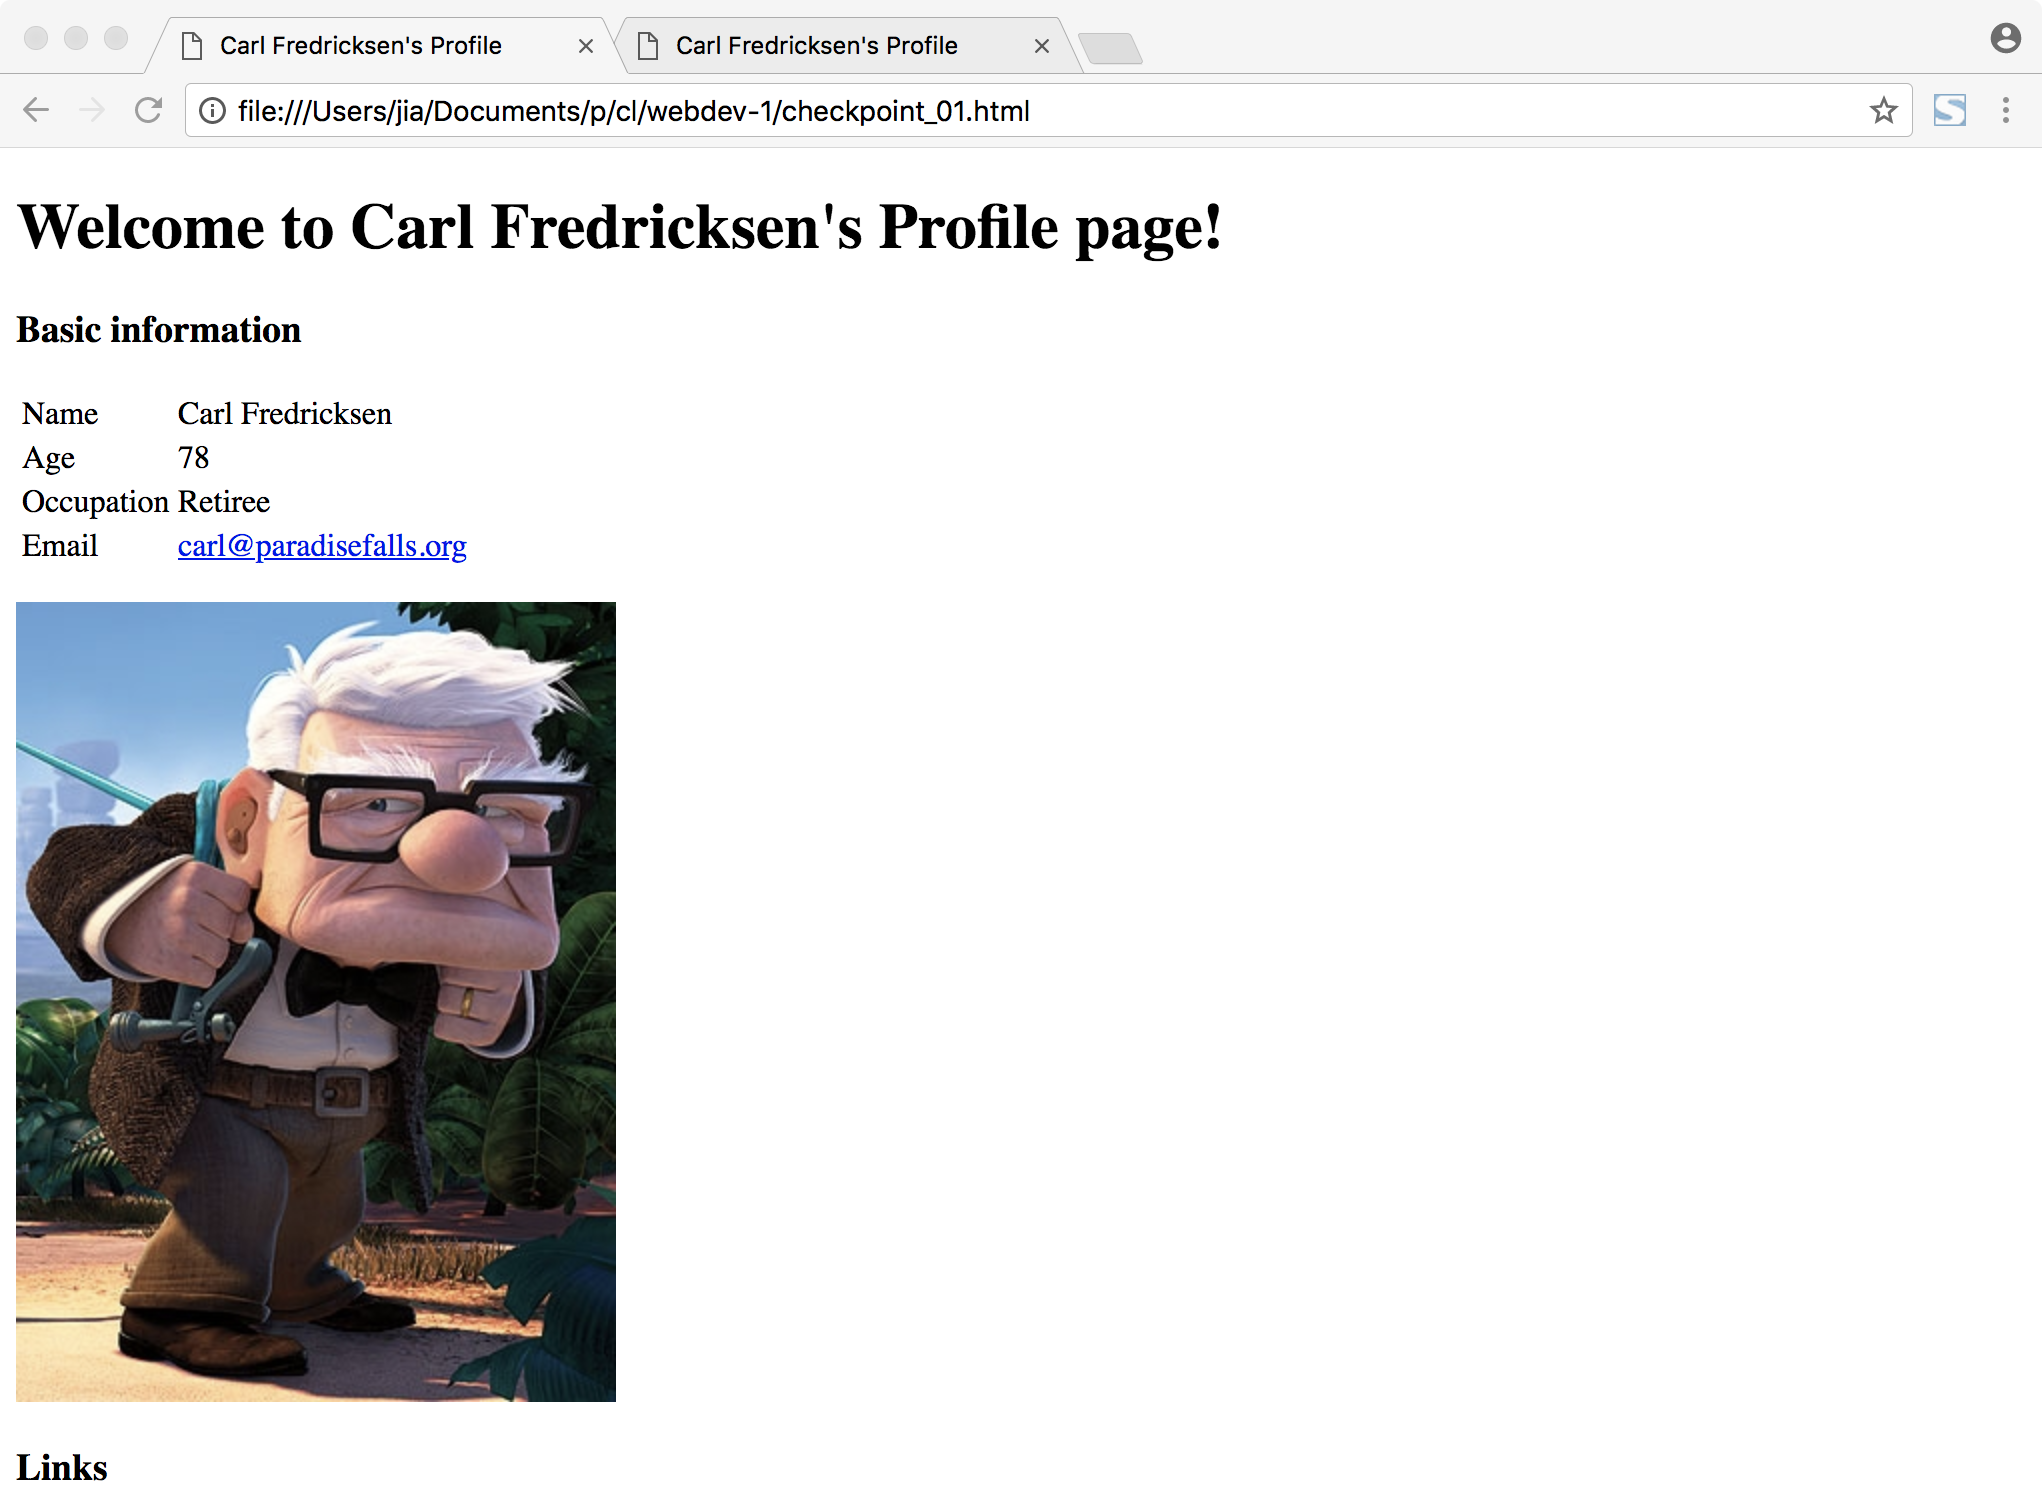 Carl Fredricksen's Profile
Carl Fredricksen's Profile
file:///Users/jia/Documents/p/cl/webdev-1/checkpoint_01.html
Welcome to Carl Fredricksen's Profile page!
Basic information
Name Carl Fredricksen
Age 78
Occupation Retiree
Email carl@paradisefalls.org
Links